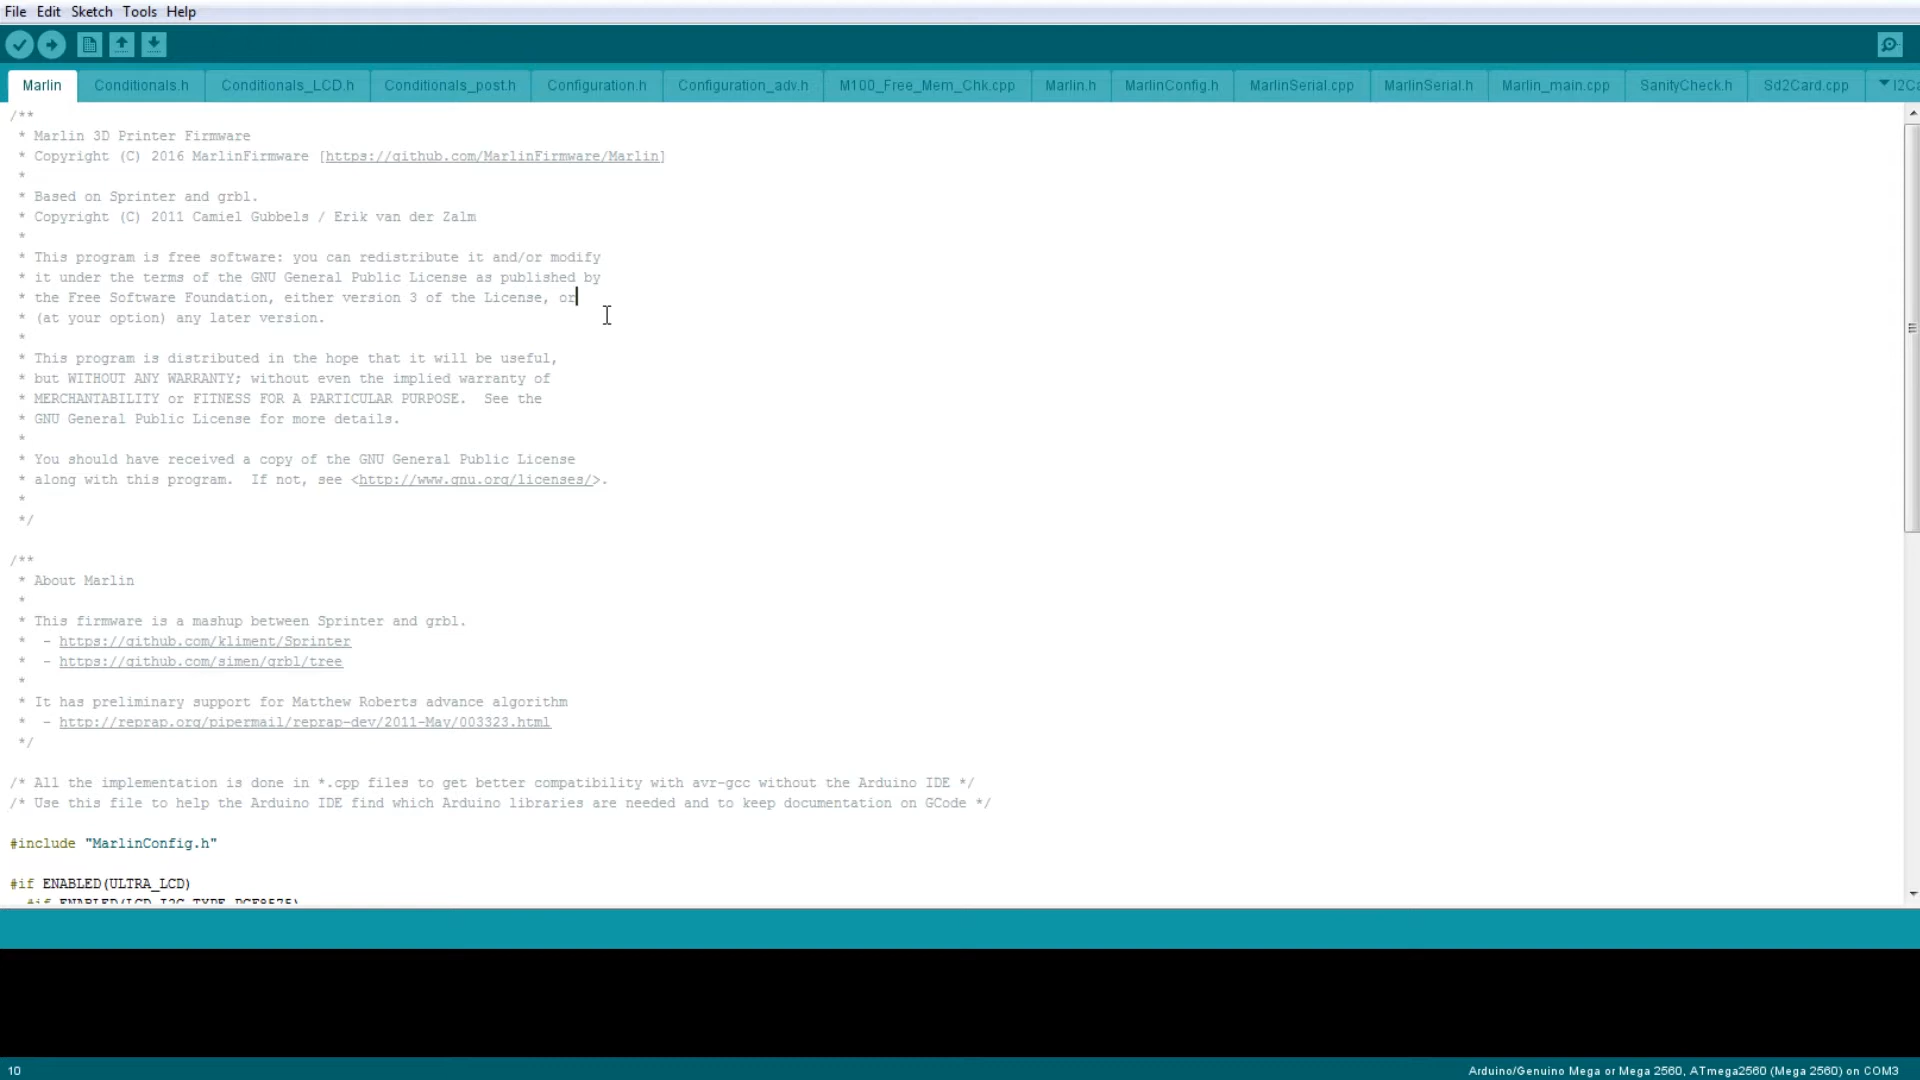 File Edit Sketch Tools Help
Marlin Conditionals.h Conditionals_LCD.h Conditionals_post.h Configuration.h Configuration_adv.h M100_Free_Mem_Chk.cpp Marlin.h MarlinConfig.h MarlinSerial.cpp MarlinSerial.h Marlin_main.cpp SanityCheck.h Sd2Card.cpp
/**
* Marlin 3D Printer Firmware
* Copyright (C) 2016 MarlinFirmware [https://github.com/MarlinFirmware/Marlin]
*
* Based on Sprinter and grbl.
* Copyright (C) 2011 Camiel Gubbels / Erik van der Zalm
*
* This program is free software: you can redistribute it and/or modify
* it under the terms of the GNU General Public License as published by
* the Free Software Foundation, either version 3 of the License, or
* (at your option) any later version.
*
* This program is distributed in the hope that it will be useful,
* but WITHOUT ANY WARRANTY; without even the implied warranty of
* MERCHANTABILITY or FITNESS FOR A PARTICULAR PURPOSE.  See the
* GNU General Public License for more details.
*
* You should have received a copy of the GNU General Public License
* along with this program.  If not, see <http://www.gnu.org/licenses/>.
*
*/
/**
* About Marlin
*
* This firmware is a mashup between Sprinter and grbl.
*  - https://github.com/kliment/Sprinter
*  - https://github.com/simen/grbl/tree
*
* It has preliminary support for Matthew Roberts advance algorithm
*  - http://reprap.org/pipermail/reprap-dev/2011-May/003323.html
*/
/* All the implementation is done in *.cpp files to get better compatibility with avr-gcc without the Arduino IDE */
/* Use this file to help the Arduino IDE find which Arduino libraries are needed and to keep documentation on GCode */
#include "MarlinConfig.h"
#if ENABLED(ULTRA_LCD)
#if ENABLED(LCD_I2C_TYPE_PCF8575)
10
Arduino/Genuino Mega or Mega 2560, ATmega2560 (Mega 2560) on COM3